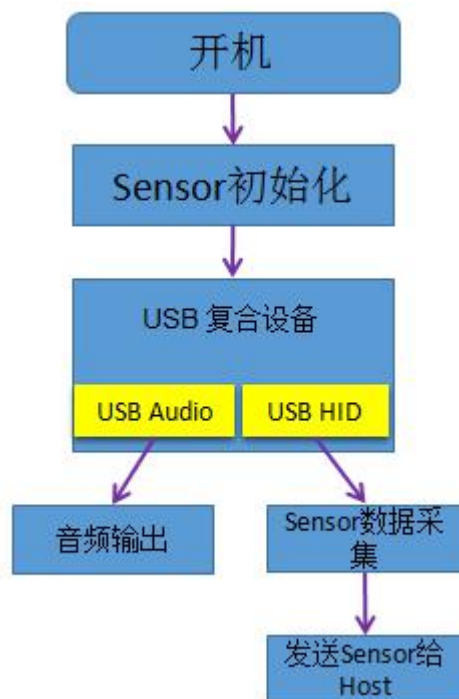 开机
Sensor初始化
USB 复合设备
USB Audio
USB HID
音频输出
Sensor数据采
集
发送Sensor给
Host